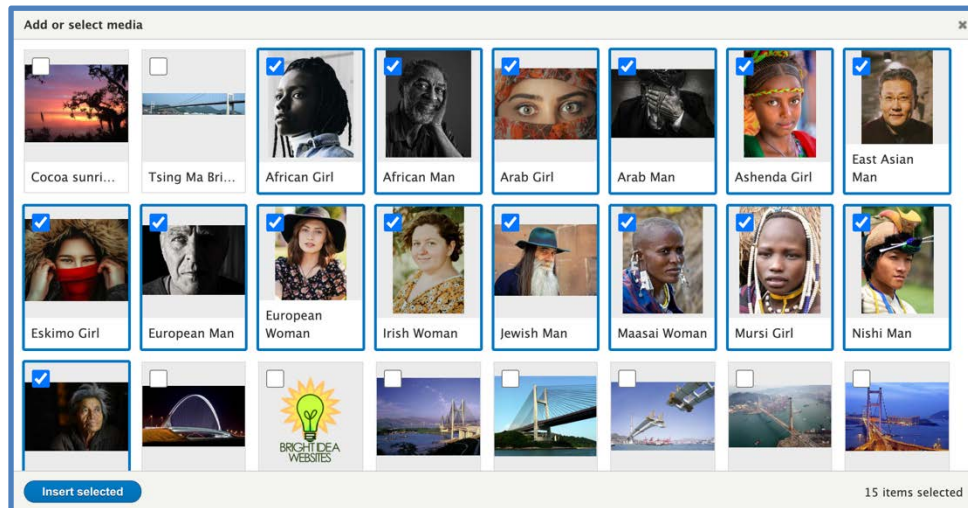 Add or select media
Cocoa sunri...
Tsing Ma Bri...
African Girl
African Man
Arab Girl
Arab Man
Ashenda Girl
East Asian
Man
Eskimo Girl
European Man
European
Woman
Irish Woman
Jewish Man
Maasai Woman
Mursi Girl
Nishi Man
BRIGHT IDEA
WEBSITES
Insert selected
15 items selected